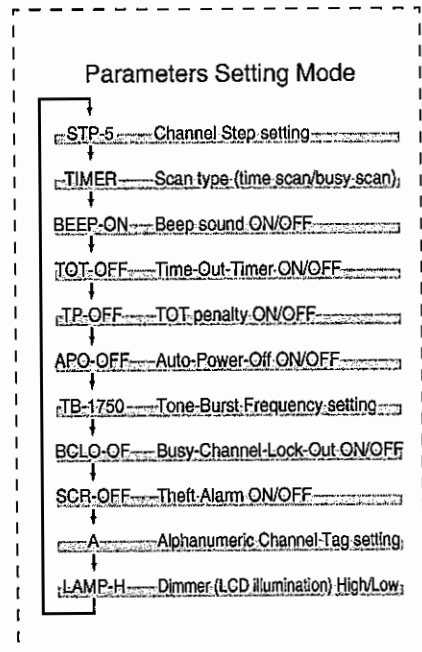 Parameters Setting Mode
STP-5 Channel Step setting
TIMER Scan type (time scan/busy scan)
BEEP-ON Beep sound ON/OFF
TOT-OFF Time-Out-Timer ON/OFF
TP-OFF TOT penalty ON/OFF
APO-OFF Auto-Power-Off ON/OFF
TB-1750 Tone-Burst Frequency setting
BCLO-OF Busy-Channel-Lock-Out ON/OFF
SCR-OFF Theft Alarm ON/OFF
A Alphanumeric Channel Tag setting
LAMP-H Dimmer (LCD illumination) High/Low